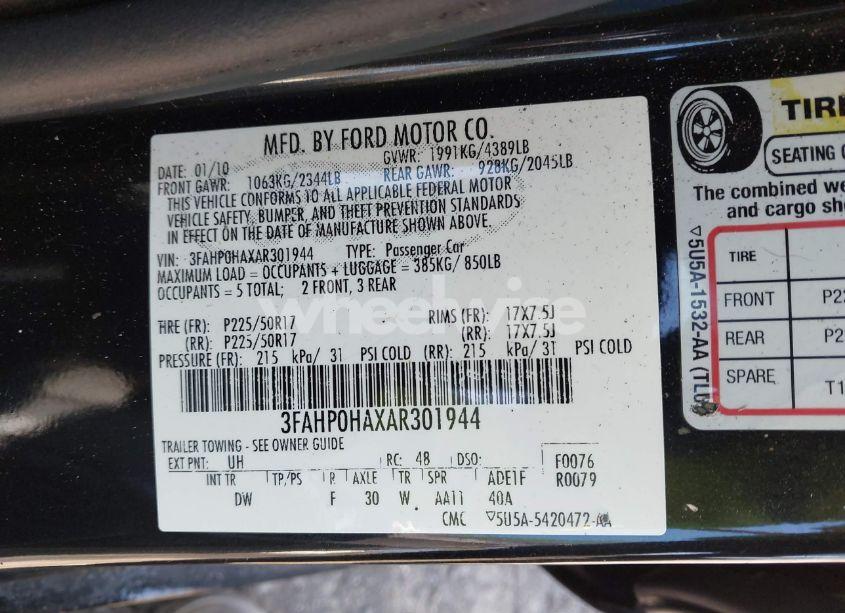 MFD. BY FORD MOTOR CO.
DATE: 01/10 GVWR: 1991KG/4389LB
FRONT GAWR: 1063KG/2344LB REAR GAWR: 928KG/2045LB
THIS VEHICLE CONFORMS TO ALL APPLICABLE FEDERAL MOTOR
VEHICLE SAFETY, BUMPER, AND THEFT PREVENTION STANDARDS
IN EFFECT ON THE DATE OF MANUFACTURE SHOWN ABOVE.
VIN: 3FAHP0HAXAR301944 TYPE: Passenger Car
MAXIMUM LOAD = OCCUPANTS + LUGGAGE = 385KG/ 850LB
OCCUPANTS = 5 TOTAL; 2 FRONT, 3 REAR
wheelwire
TIRE (FR): P225/50R17 RIMS (FR): 17X7.5J
(RR): P225/50R17 (RR): 17X7.5J
PRESSURE (FR): 215 kPa/ 31 PSI COLD (RR): 215 kPa/ 31 PSI COLD
3FAHP0HAXAR301944
TRAILER TOWING - SEE OWNER GUIDE
EXT PNT: UH RC: 48 DSO: F0076
INT TR TP/PS R AXLE TR SPR ADE1F R0079
DW F 30 W AA11 40A
CMC ▽5U5A-5420472-AA
TIRE
SEATING
The combined
and cargo
▽5U5A-1532-AA
TIRE
FRONT
REAR
SPARE